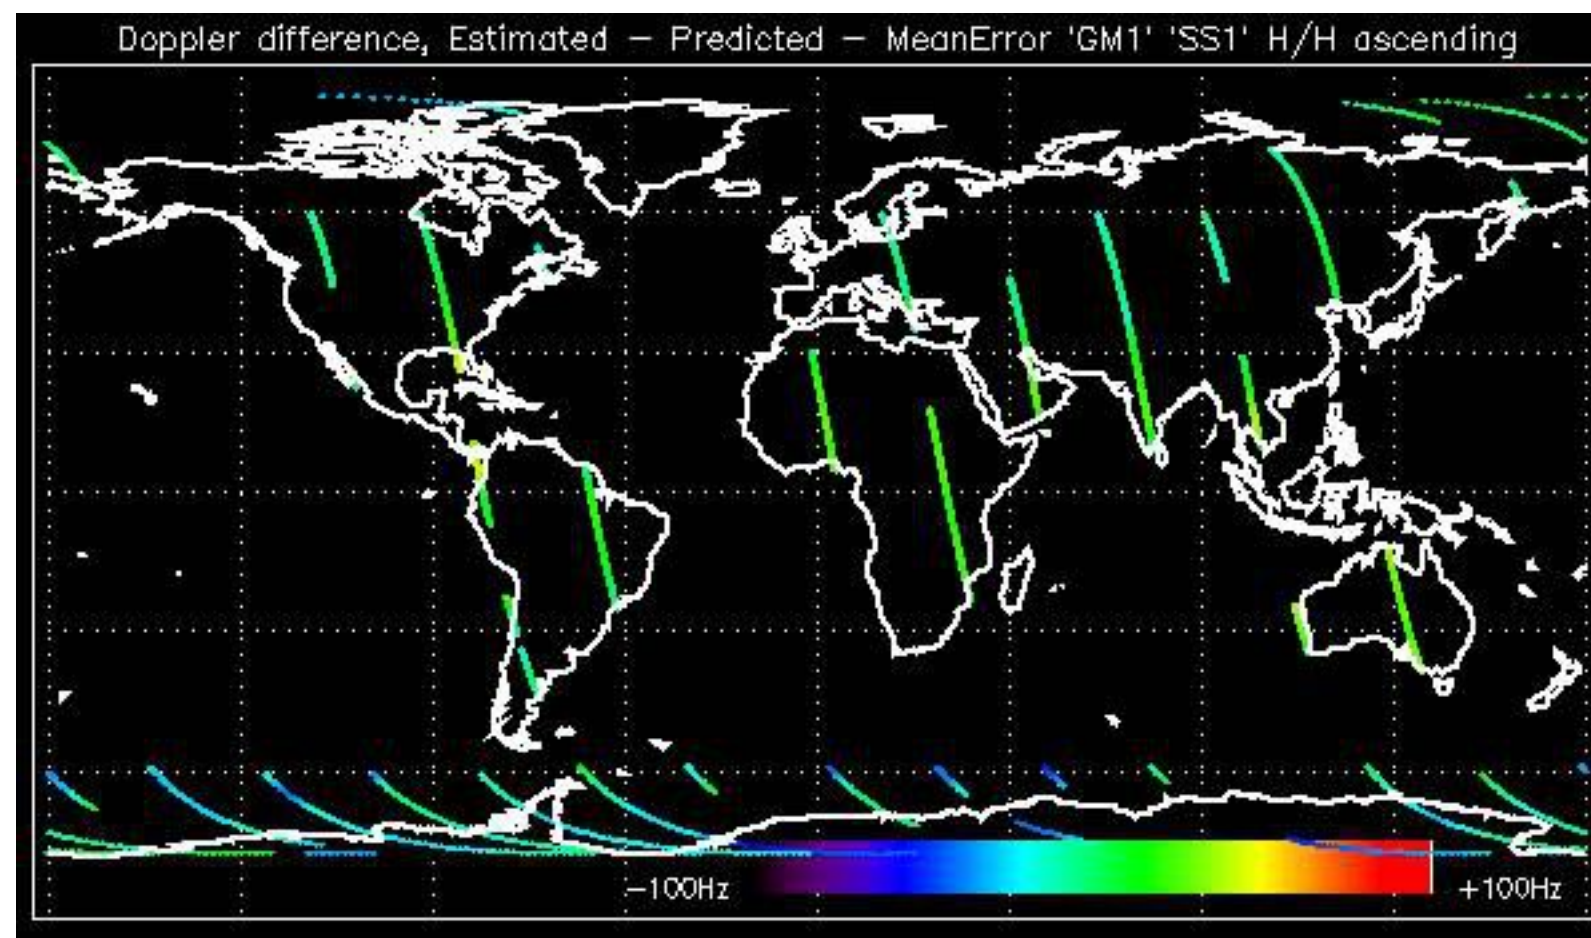 Doppler difference, Estimated – Predicted – MeanError 'GM1' 'SS1' H/H ascending
–100Hz
+100Hz